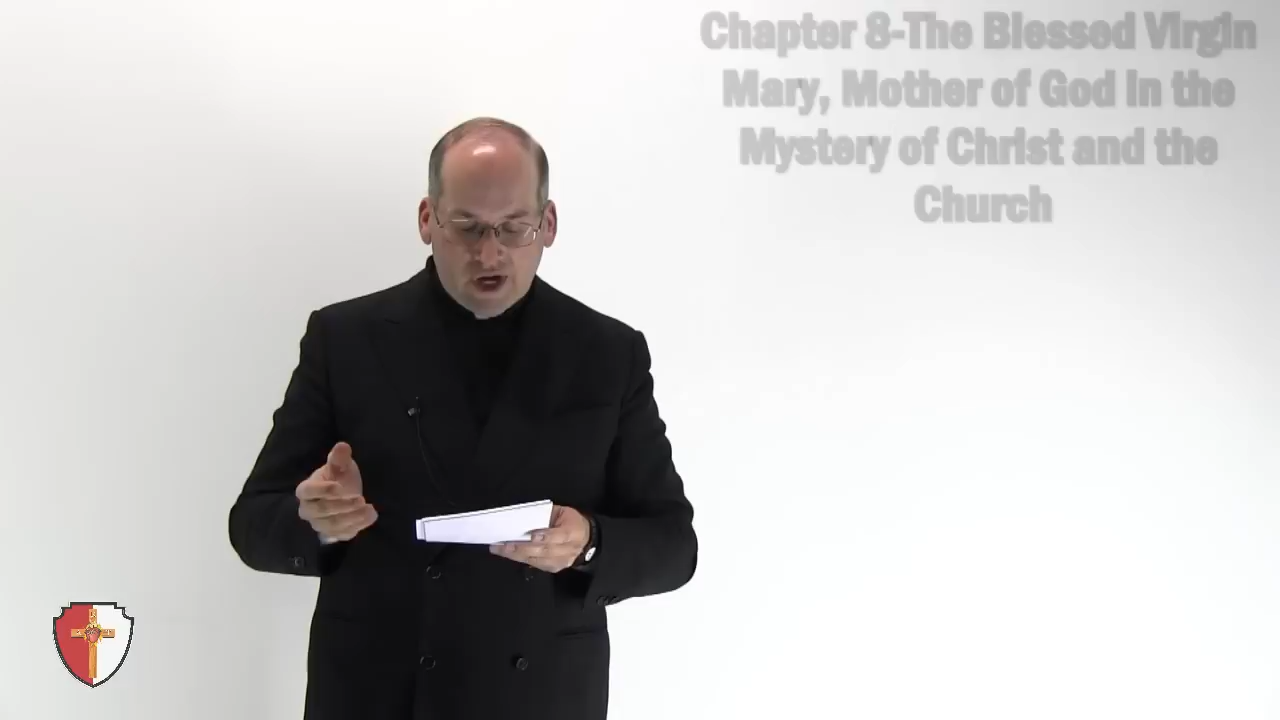 Chapter 8-The Blessed Virgin
Mary, Mother of God in the
Mystery of Christ and the
Church